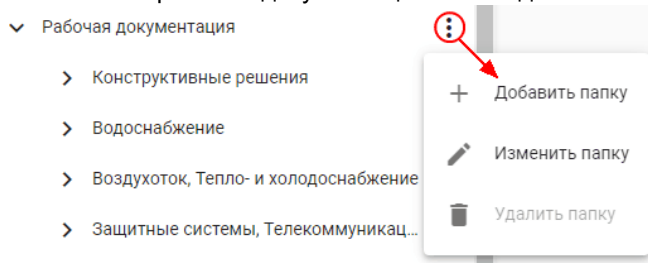 Рабочая документация
Конструктивные решения
Добавить папку
Водоснабжение
Изменить папку
Воздухоток, Тепло- и холодоснабжение
Удалить папку
Защитные системы, Телекоммуникац...